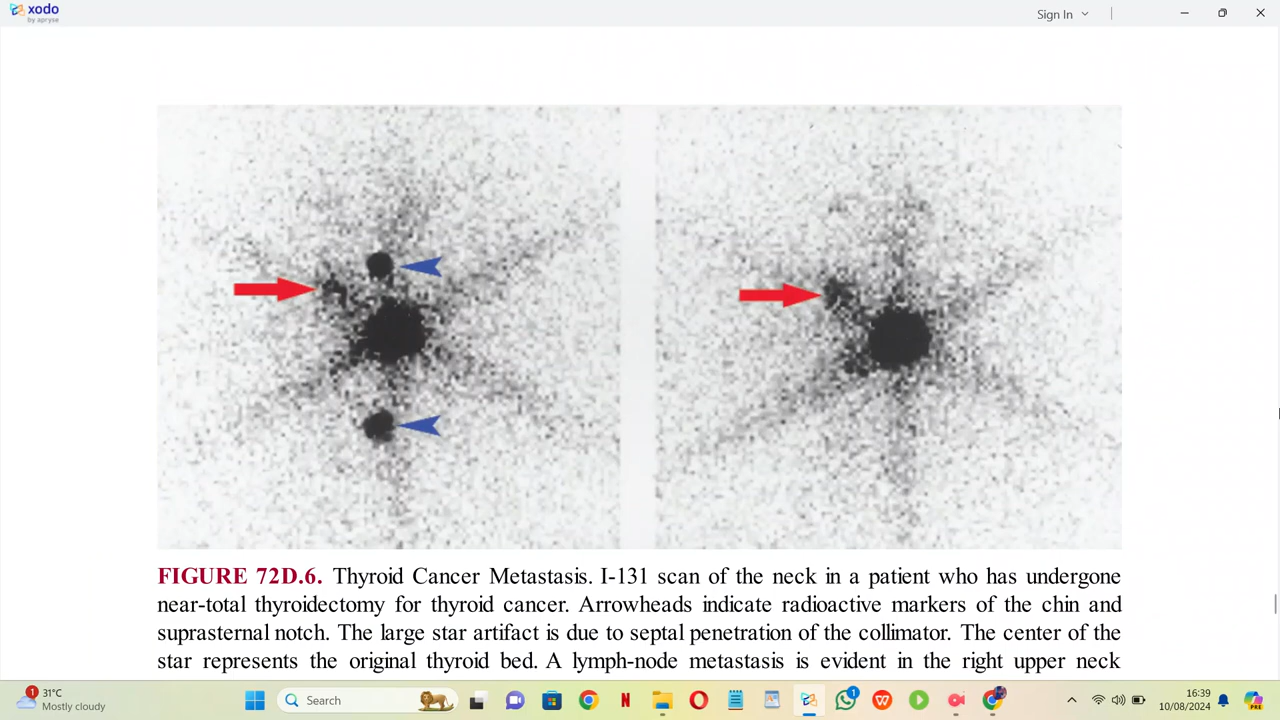 xodo
by apryse
Sign In
FIGURE 72D.6. Thyroid Cancer Metastasis. I-131 scan of the neck in a patient who has undergone
near-total thyroidectomy for thyroid cancer. Arrowheads indicate radioactive markers of the chin and
suprasternal notch. The large star artifact is due to septal penetration of the collimator. The center of the
star represents the original thyroid bed. A lymph-node metastasis is evident in the right upper neck
1
31°C
Mostly cloudy
Search
N
1
W
16:39
10/08/2024
PRE